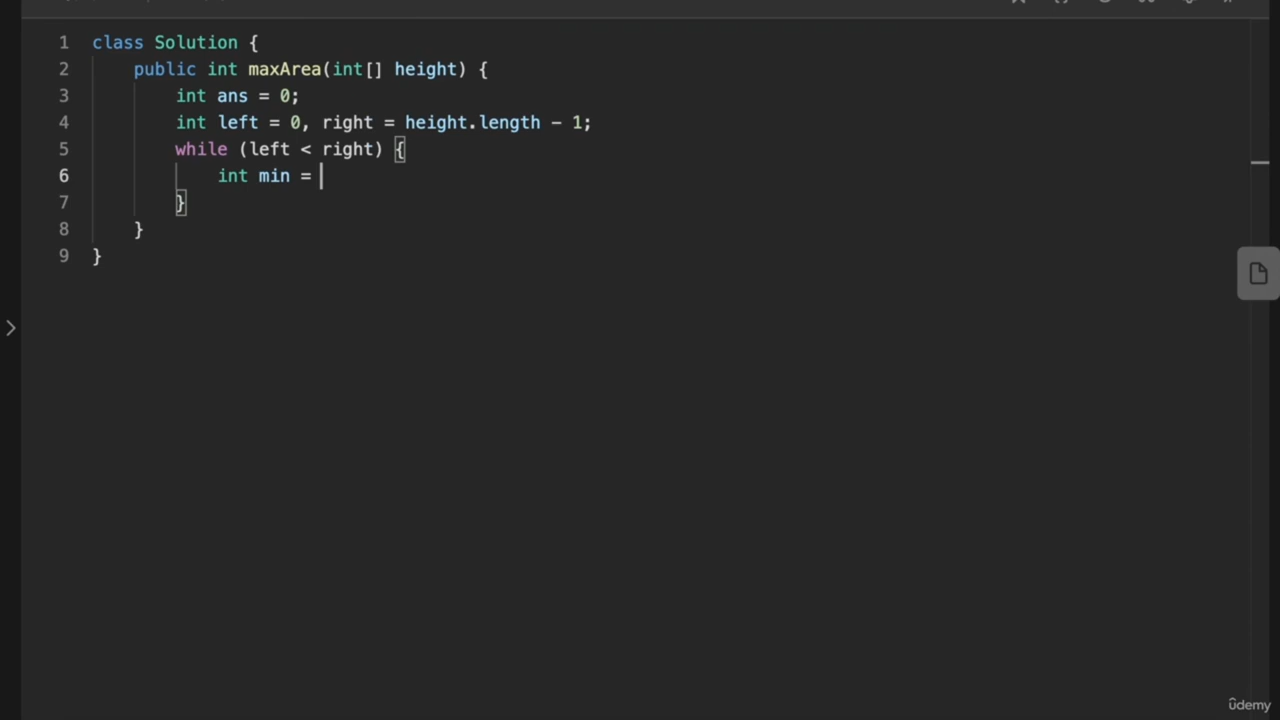 1 class Solution {
2 public int maxArea(int[] height) {
3 int ans = 0;
4 int left = 0, right = height.length - 1;
5 while (left < right) {
6 int min =
7 }
8 }
9 }
ûdemy